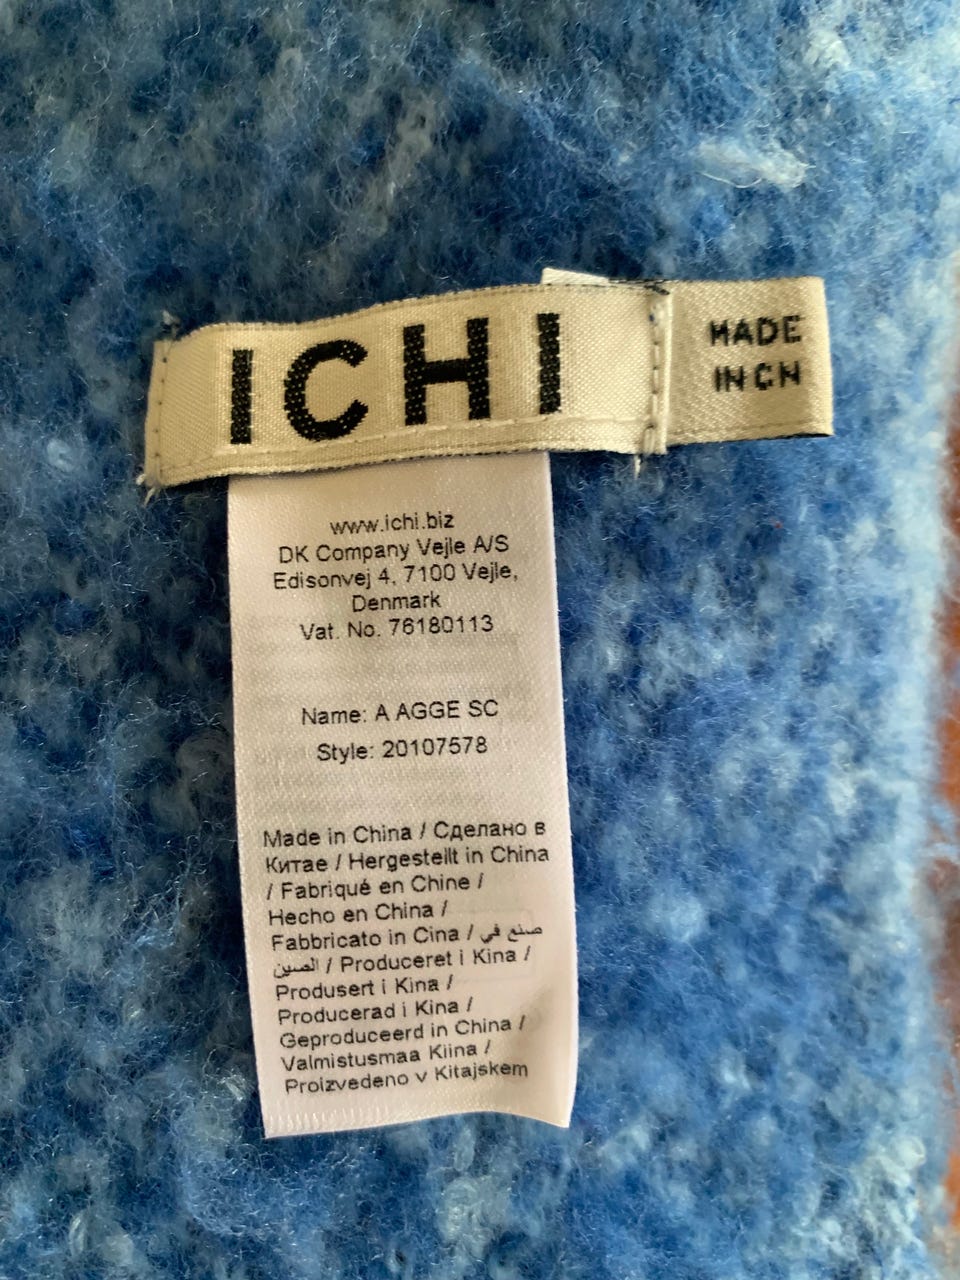 ICHI
MADE
IN CN
www.ichi.biz
DK Company Vejle A/S
Edisonvej 4, 7100 Vejle,
Denmark
Vat. No. 76180113
Name: A AGGE SC
Style: 20107578
Made in China / Сделано в
Китае / Hergestellt in China
/ Fabriqué en Chine /
Hecho en China /
Fabbricato in Cina / صنع في
الصين / Produceret i Kina /
Produsert i Kina /
Producerad i Kina /
Geproduceerd in China /
Valmistusmaa Kiina /
Proizvedeno v Kitajskem